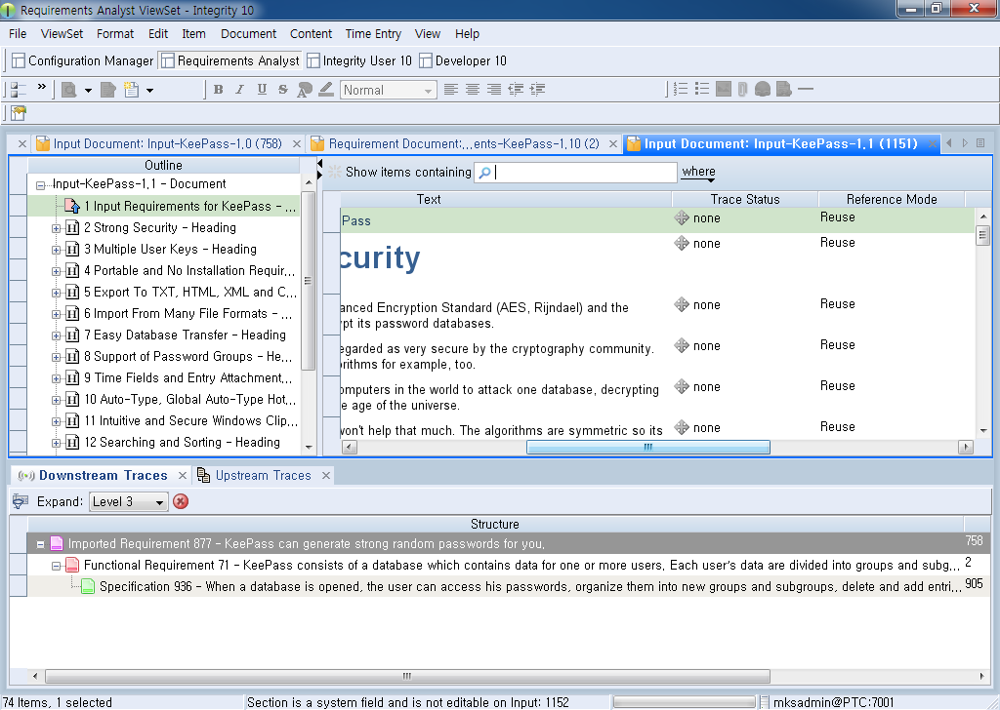 Requirements Analyst ViewSet - Integrity 10
File ViewSet Format Edit Item Document Content Time Entry View Help
Configuration Manager Requirements Analyst Integrity User 10 Developer 10
B I U S Normal
Input Document: Input-KeePass-1.0 (758) Requirement Document:...ents-KeePass-1.10 (2) Input Document: Input-KeePass-1.1 (1151)
Outline
Input-KeePass-1.1 - Document
1 Input Requirements for KeePass - ...
2 Strong Security - Heading
3 Multiple User Keys - Heading
4 Portable and No Installation Requir...
5 Export To TXT, HTML, XML and C...
6 Import From Many File Formats - ...
7 Easy Database Transfer - Heading
8 Support of Password Groups - He...
9 Time Fields and Entry Attachment...
10 Auto-Type, Global Auto-Type Hot...
11 Intuitive and Secure Windows Clip...
12 Searching and Sorting - Heading
Show items containing where
Text Trace Status Reference Mode
Pass none Reuse
curity none Reuse
anced Encryption Standard (AES, Rijndael) and the none Reuse
ypt its password databases.
egarded as very secure by the cryptography community. none Reuse
orithms for example, too.
omputers in the world to attack one database, decrypting none Reuse
e age of the universe.
won't help that much. The algorithms are symmetric so its none Reuse
Downstream Traces Upstream Traces
Expand: Level 3
Structure
Imported Requirement 877 - KeePass can generate strong random passwords for you. 758
Functional Requirement 71 - KeePass consists of a database which contains data for one or more users. Each user's data are divided into groups and subg... 2
Specification 936 - When a database is opened, the user can access his passwords, organize them into new groups and subgroups, delete and add entri... 905
74 Items, 1 selected Section is a system field and is not editable on Input: 1152 mksadmin@PTC:7001